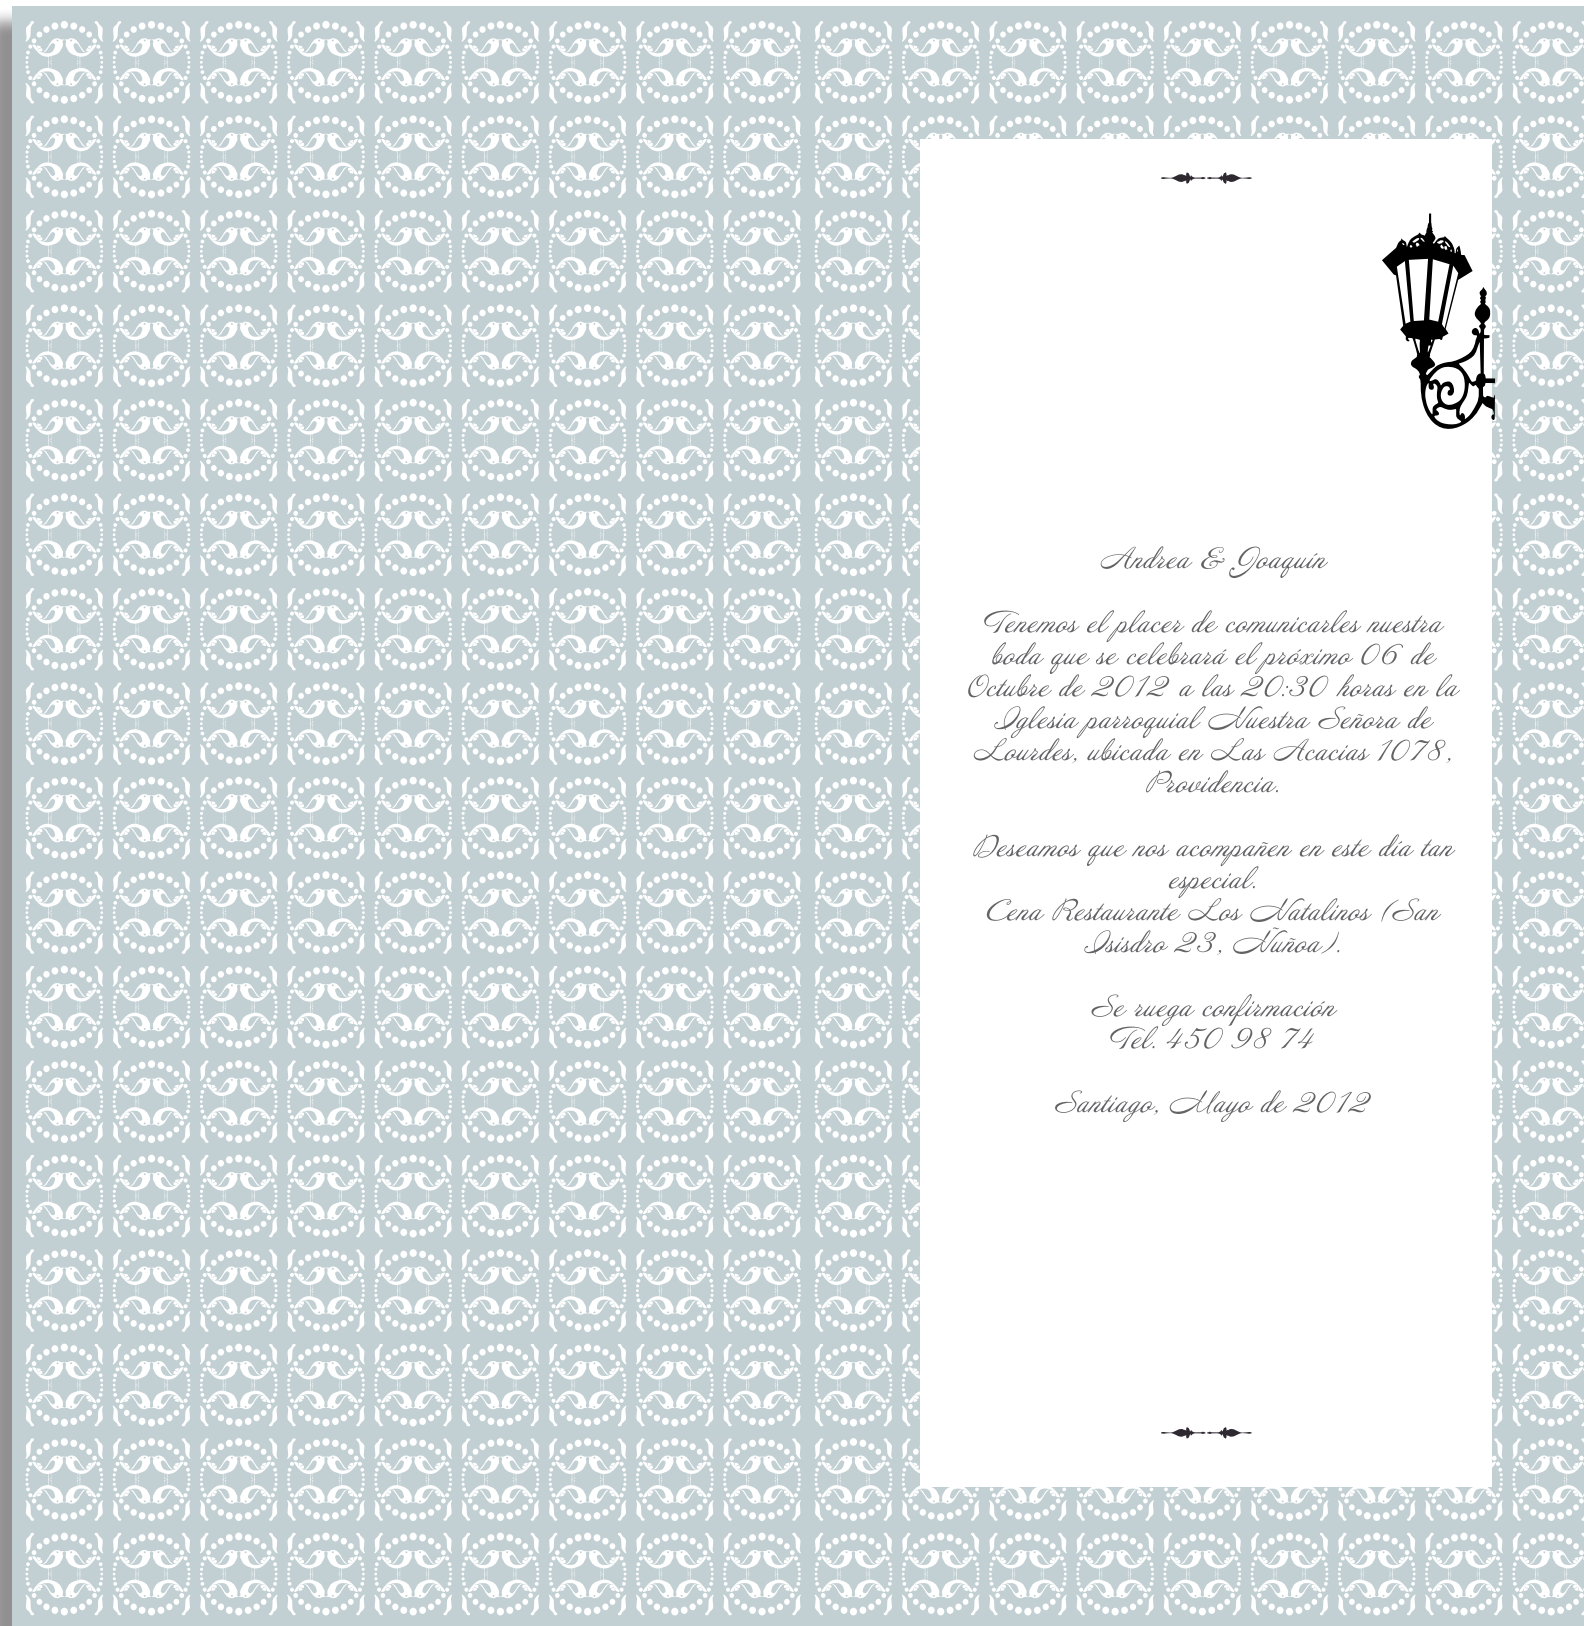 Andrea & Joaquín
Tenemos el placer de comunicarles nuestra
boda que se celebrará el próximo 06 de
Octubre de 2012 a las 20:30 horas en la
Iglesia parroquial Nuestra Señora de
Lourdes, ubicada en Las Acacias 1078,
Providencia.
Deseamos que nos acompañen en este día tan
especial.
Cena Restaurante Los Natalinos (San
Isisdro 23, Nuñoa).
Se ruega confirmación
Tel. 450 98 74
Santiago, Mayo de 2012